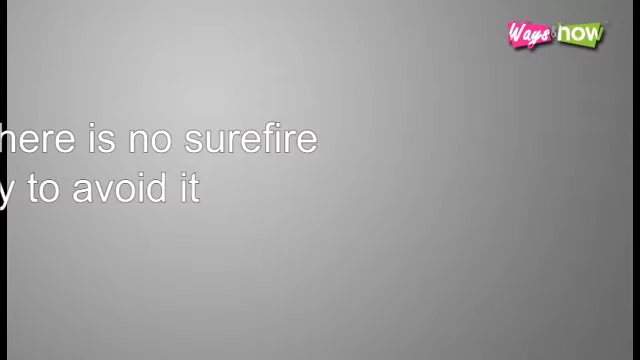 Ways&how
here is no surefire
y to avoid it